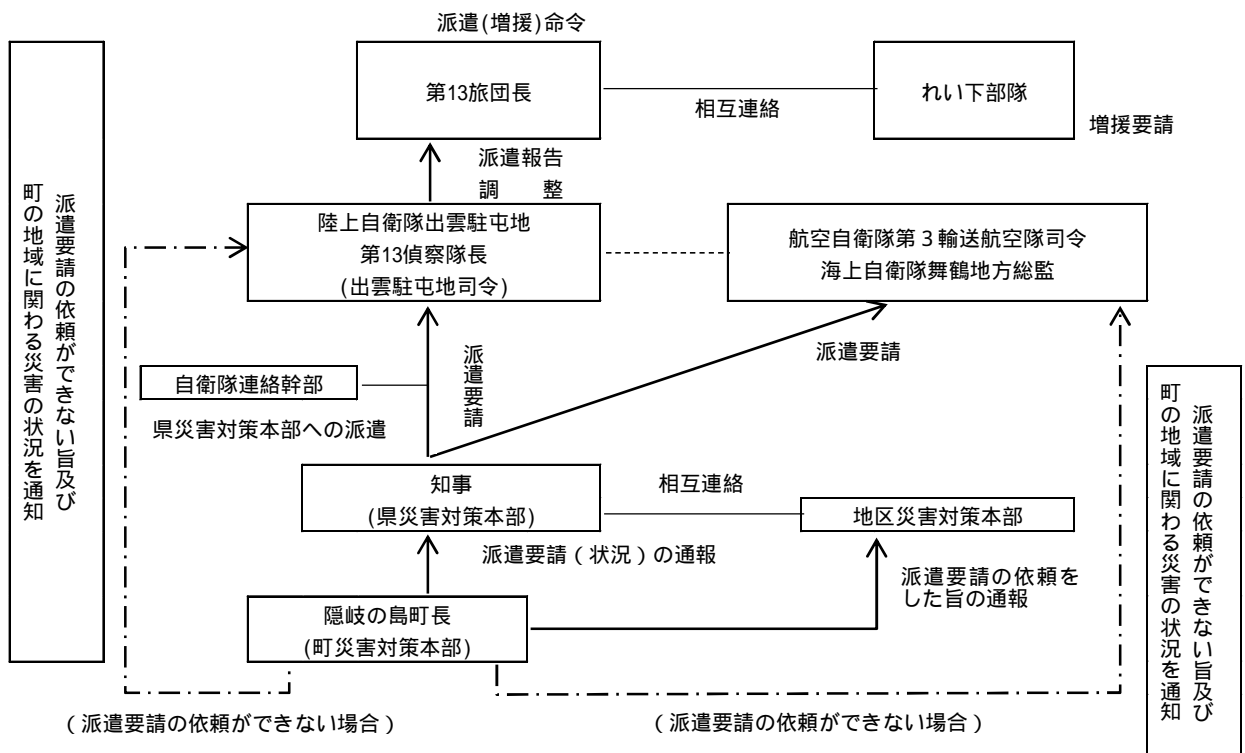 派遣(増援)命令
第13旅団長
相互連絡
れい下部隊
増援要請
派遣報告
調　整
派遣要請の依頼ができない旨及び
町の地域に関わる災害の状況を通知
陸上自衛隊出雲駐屯地
第13偵察隊長
(出雲駐屯地司令)
航空自衛隊第３輸送航空隊司令
海上自衛隊舞鶴地方総監
派遣要請
派遣要請
自衛隊連絡幹部
県災害対策本部への派遣
派遣要請の依頼ができない旨及び
町の地域に関わる災害の状況を通知
知事
(県災害対策本部)
相互連絡
地区災害対策本部
派遣要請（状況）の通報
派遣要請の依頼を
した旨の通報
隠岐の島町長
(町災害対策本部)
（派遣要請の依頼ができない場合）
（派遣要請の依頼ができない場合）